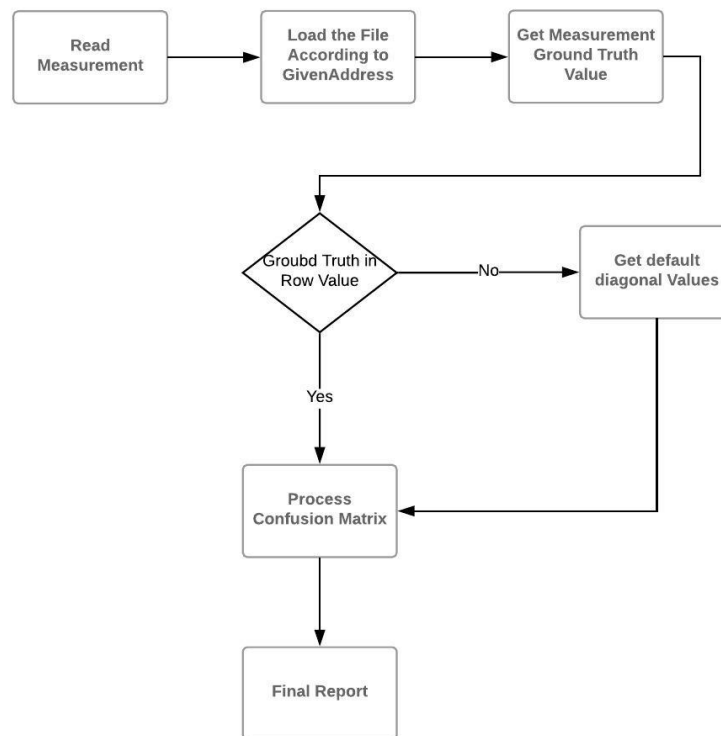 Read
Measurement
Load the File
According to
GivenAddress
Get Measurement
Ground Truth
Value
Groubd Truth in
Row Value
No
Get default
diagonal Values
Yes
Process
Confusion Matrix
Final Report